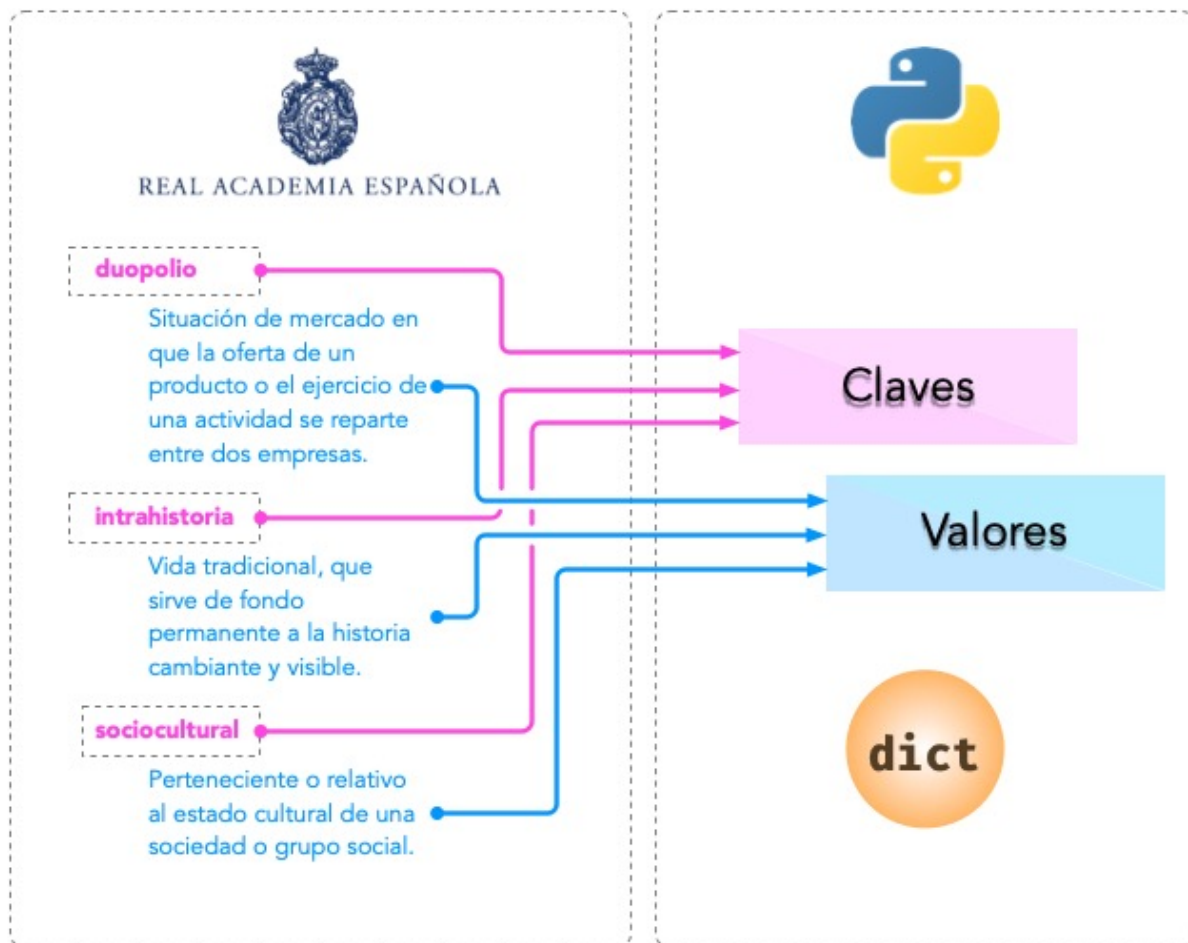 REAL ACADEMIA ESPAÑOLA
duopolio
Situación de mercado en
que la oferta de un
producto o el ejercicio de
una actividad se reparte
entre dos empresas.
intrahistoria
Vida tradicional, que
sirve de fondo
permanente a la historia
cambiante y visible.
sociocultural
Perteneciente o relativo
al estado cultural de una
sociedad o grupo social.
Claves
Valores
dict